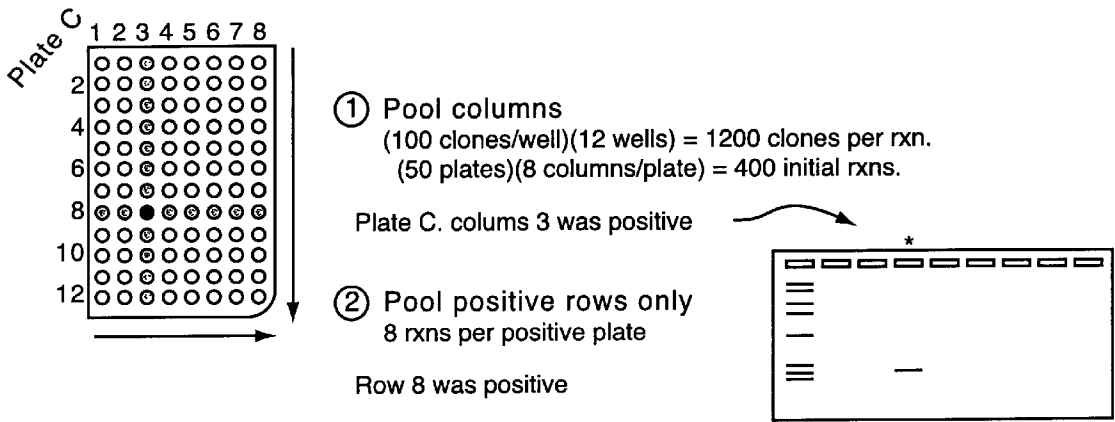 Plate C
1 2 3 4 5 6 7 8
2
4
6
8
10
12
① Pool columns
(100 clones/well)(12 wells) = 1200 clones per rxn.
(50 plates)(8 columns/plate) = 400 initial rxns.
Plate C. colums 3 was positive
*
② Pool positive rows only
8 rxns per positive plate
Row 8 was positive